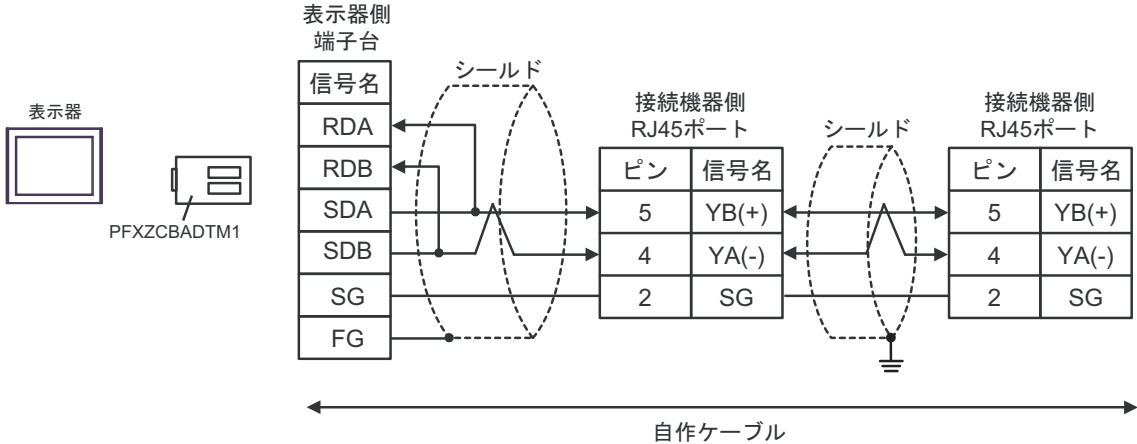 表示器側
端子台
信号名
RDA
RDB
SDA
SDB
SG
FG
シールド
表示器
PFXZCBADTM1
接続機器側
RJ45ポート
ピン 信号名
5 YB(+)
4 YA(-)
2 SG
シールド
接続機器側
RJ45ポート
ピン 信号名
5 YB(+)
4 YA(-)
2 SG
自作ケーブル